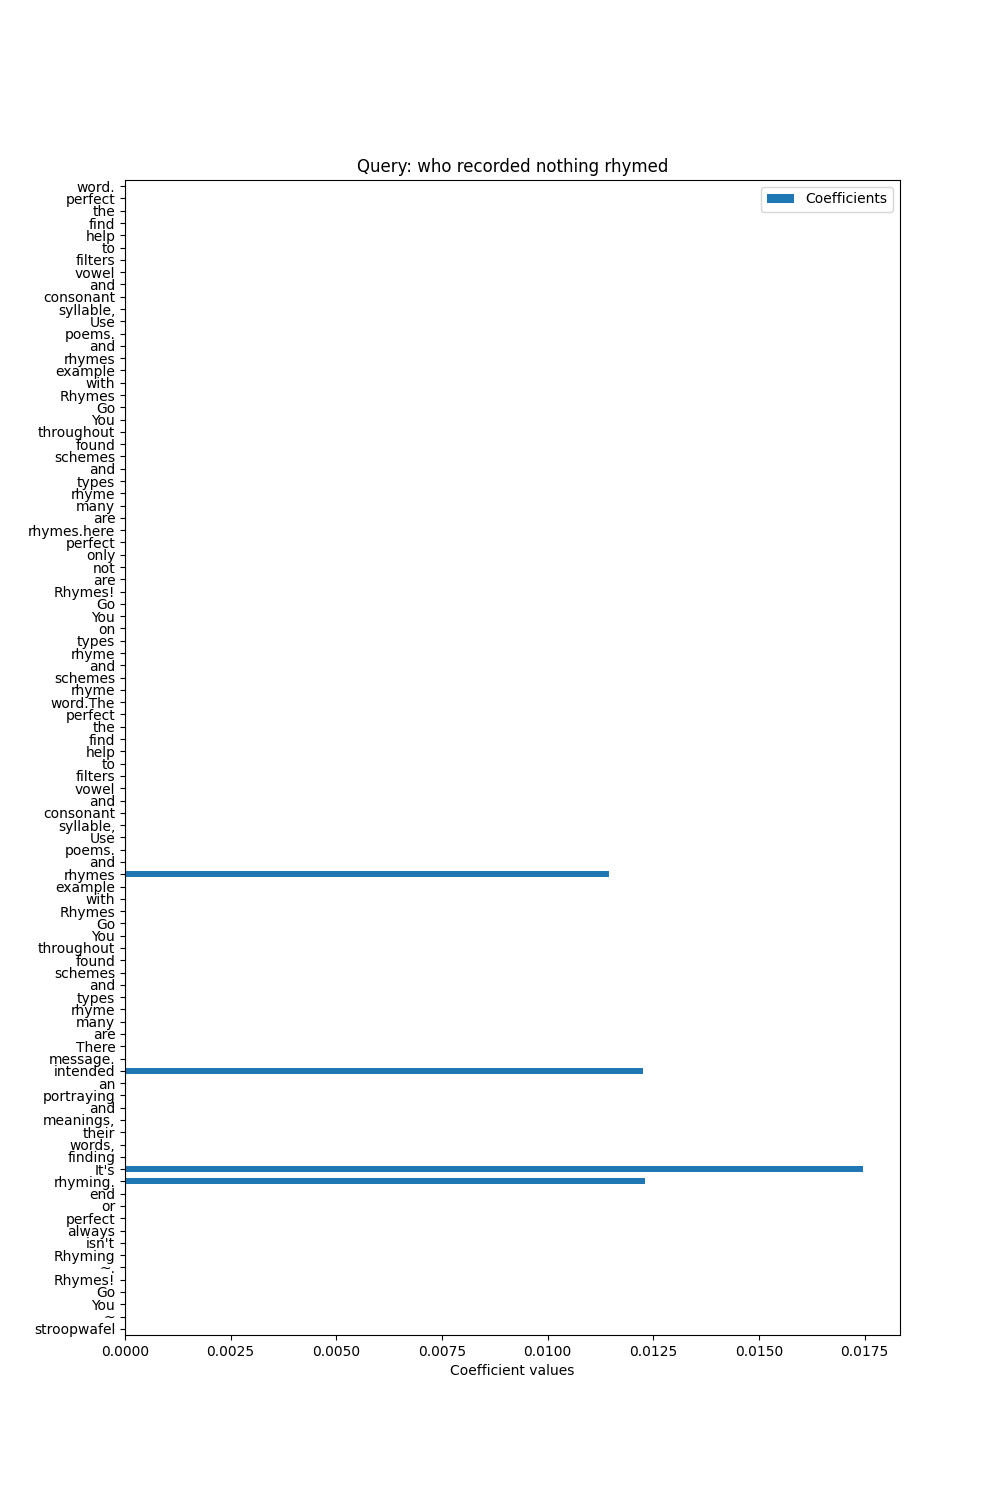 Query: who recorded nothing rhymed
Coefficients
word.
perfect
the
find
help
to
filters
vowel
and
consonant
syllable,
Use
poems.
and
rhymes
example
with
Rhymes
Go
You
throughout
found
schemes
and
types
rhyme
many
are
rhymes.here
perfect
only
not
are
Rhymes!
Go
You
on
types
rhyme
and
schemes
rhyme
word.The
perfect
the
find
help
to
filters
vowel
and
consonant
syllable,
Use
poems.
and
rhymes
example
with
Rhymes
Go
You
throughout
found
schemes
and
types
rhyme
many
are
There
message.
intended
an
portraying
and
meanings,
their
words,
finding
It's
rhyming.
end
or
perfect
always
isn't
Rhyming
~.
Rhymes!
Go
You
~
stroopwafel
0.0000 0.0025 0.0050 0.0075 0.0100 0.0125 0.0150 0.0175
Coefficient values